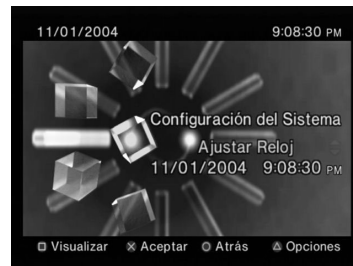 11/01/2004 9:08:30 PM
Configuración del Sistema
Ajustar Reloj
11/01/2004 9:08:30 PM
Visualizar Aceptar Atrás Opciones